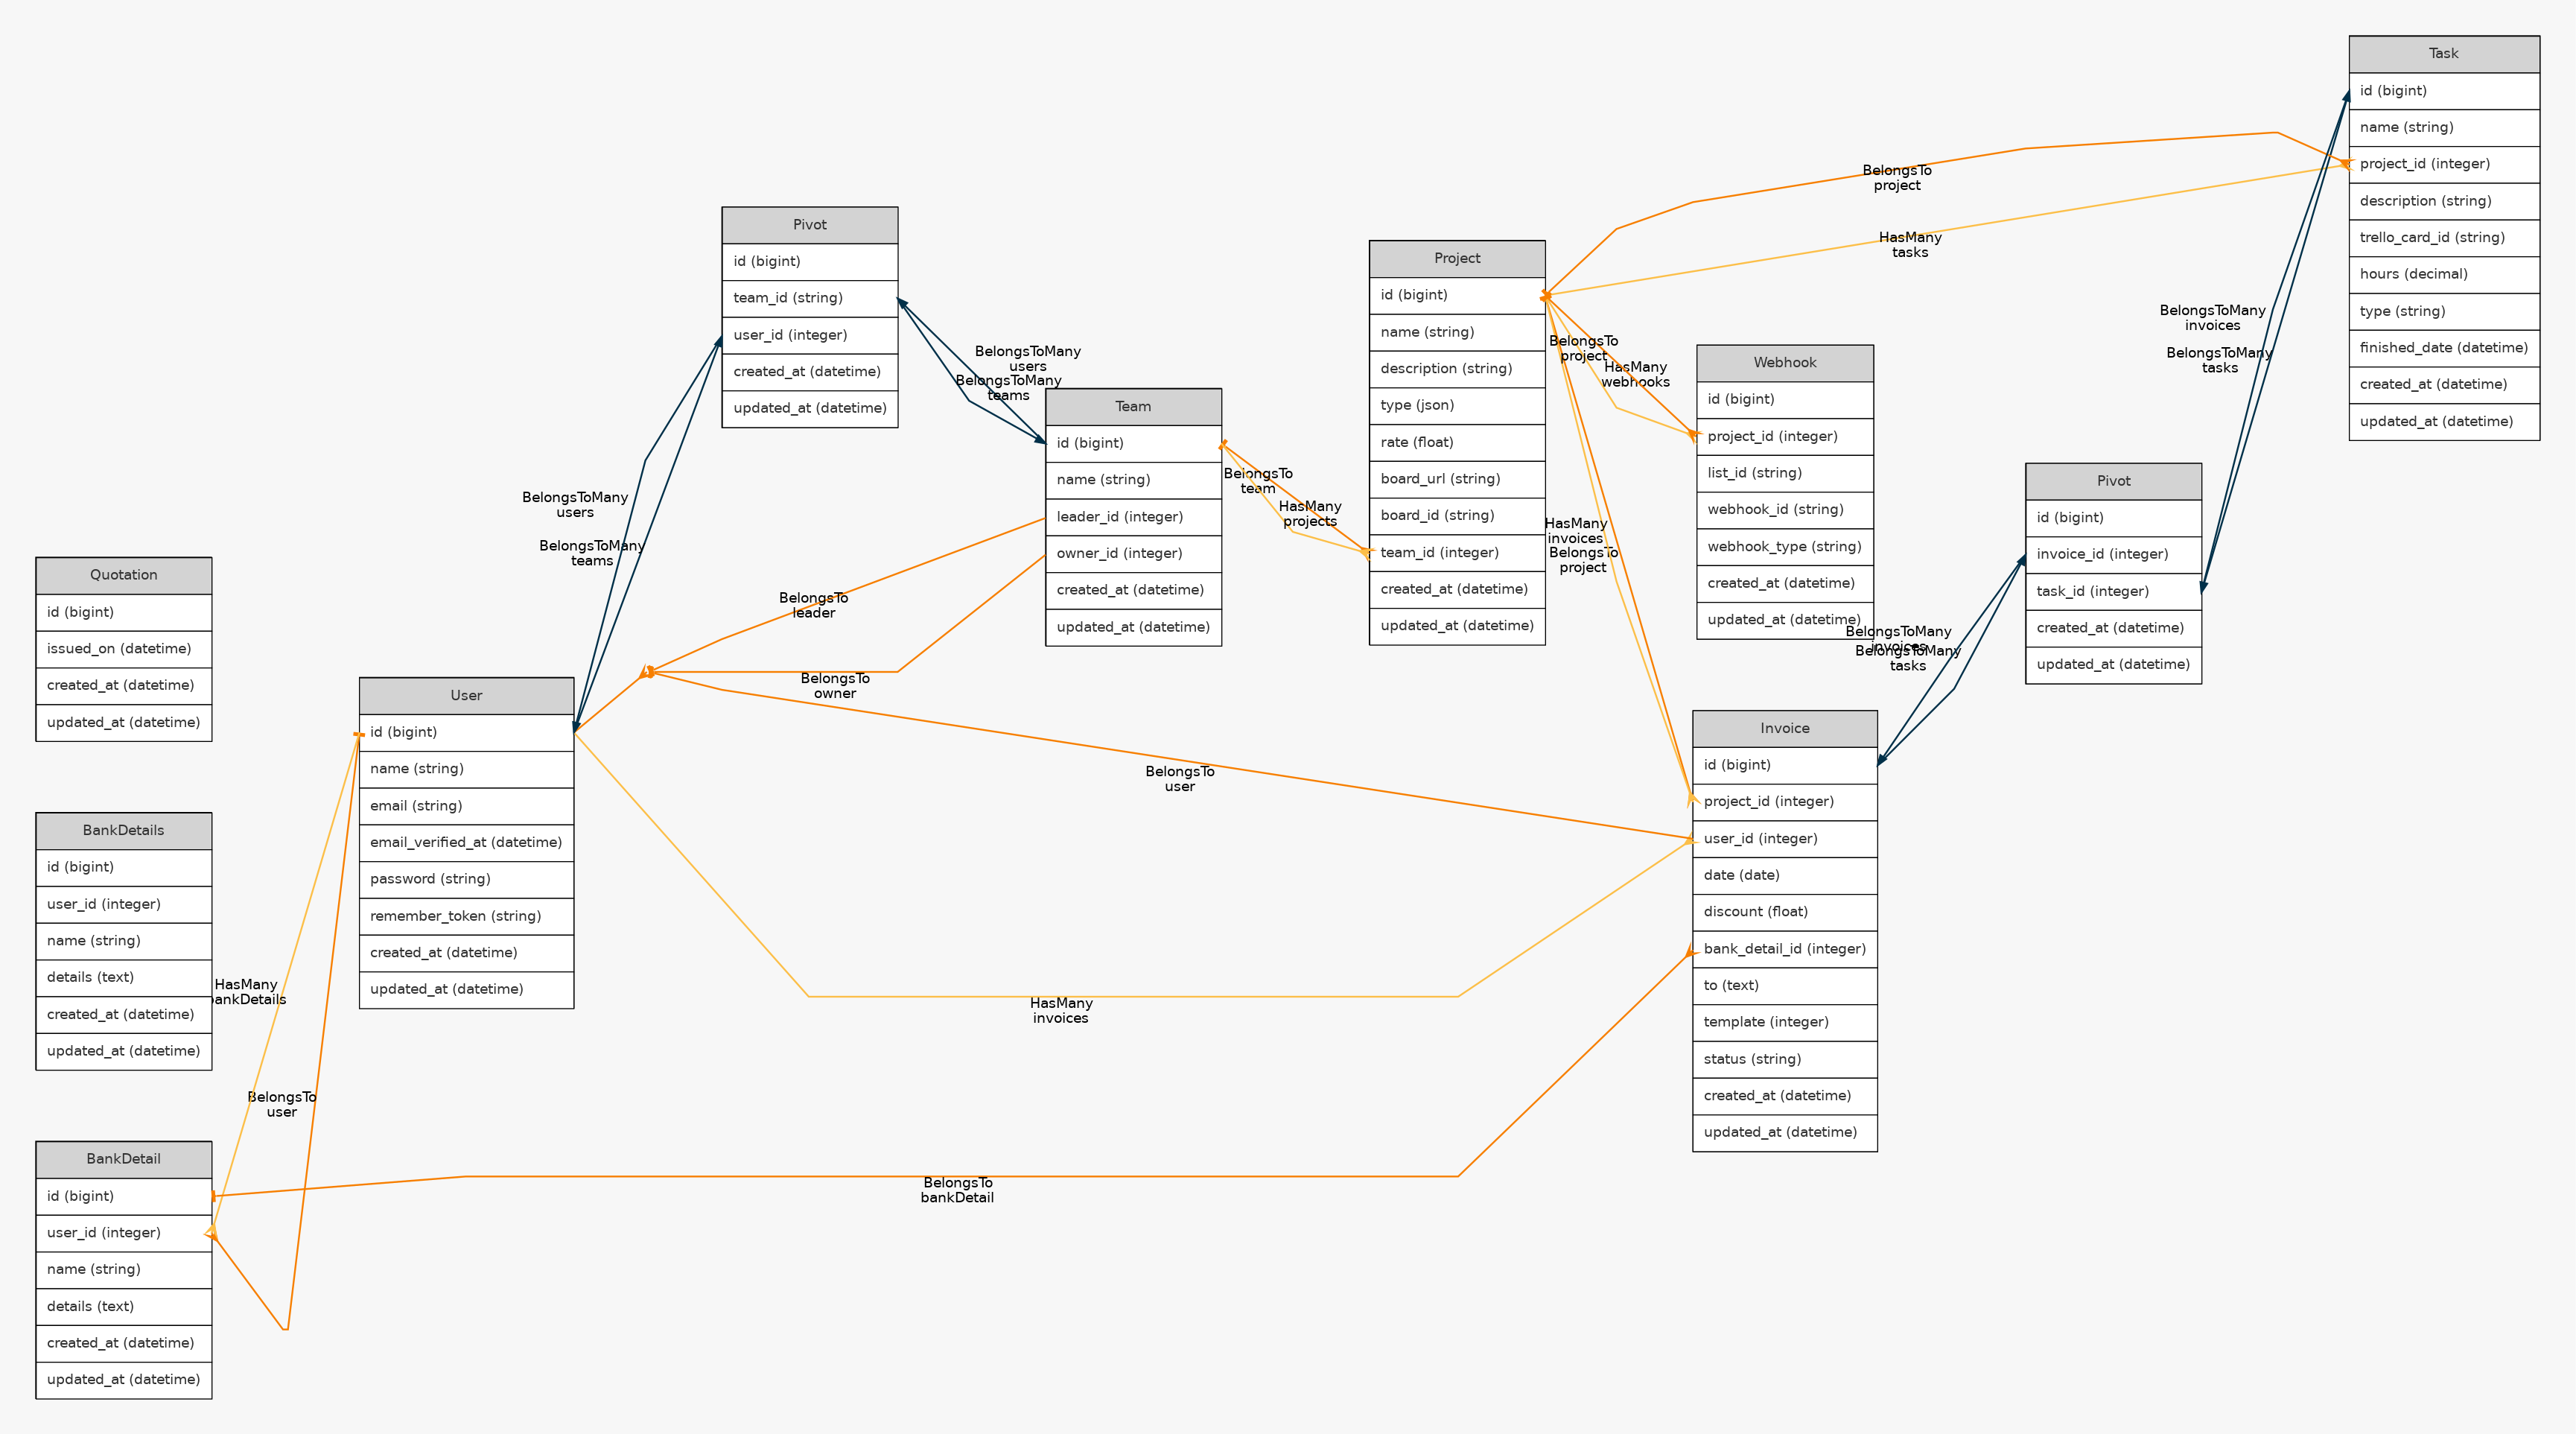 Quotation
id (bigint)
issued_on (datetime)
created_at (datetime)
updated_at (datetime)
BankDetails
id (bigint)
user_id (integer)
name (string)
details (text)
created_at (datetime)
updated_at (datetime)
BankDetail
id (bigint)
user_id (integer)
name (string)
details (text)
created_at (datetime)
updated_at (datetime)
HasMany
bankDetails
BelongsTo
user
User
id (bigint)
name (string)
email (string)
email_verified_at (datetime)
password (string)
remember_token (string)
created_at (datetime)
updated_at (datetime)
BelongsToMany
users
BelongsToMany
teams
Pivot
id (bigint)
team_id (string)
user_id (integer)
created_at (datetime)
updated_at (datetime)
BelongsTo
leader
BelongsTo
owner
BelongsToMany
users
BelongsToMany
teams
Team
id (bigint)
name (string)
leader_id (integer)
owner_id (integer)
created_at (datetime)
updated_at (datetime)
BelongsTo
user
HasMany
invoices
BelongsTo
bankDetail
BelongsTo
team
HasMany
projects
Project
id (bigint)
name (string)
description (string)
type (json)
rate (float)
board_url (string)
board_id (string)
team_id (integer)
created_at (datetime)
updated_at (datetime)
BelongsTo
project
HasMany
webhooks
HasMany
invoices
BelongsTo
project
BelongsTo
project
HasMany
tasks
Webhook
id (bigint)
project_id (integer)
list_id (string)
webhook_id (string)
webhook_type (string)
created_at (datetime)
updated_at (datetime)
Invoice
id (bigint)
project_id (integer)
user_id (integer)
date (date)
discount (float)
bank_detail_id (integer)
to (text)
template (integer)
status (string)
created_at (datetime)
updated_at (datetime)
BelongsToMany
invoices
BelongsToMany
tasks
Pivot
id (bigint)
invoice_id (integer)
task_id (integer)
created_at (datetime)
updated_at (datetime)
BelongsToMany
invoices
BelongsToMany
tasks
Task
id (bigint)
name (string)
project_id (integer)
description (string)
trello_card_id (string)
hours (decimal)
type (string)
finished_date (datetime)
created_at (datetime)
updated_at (datetime)